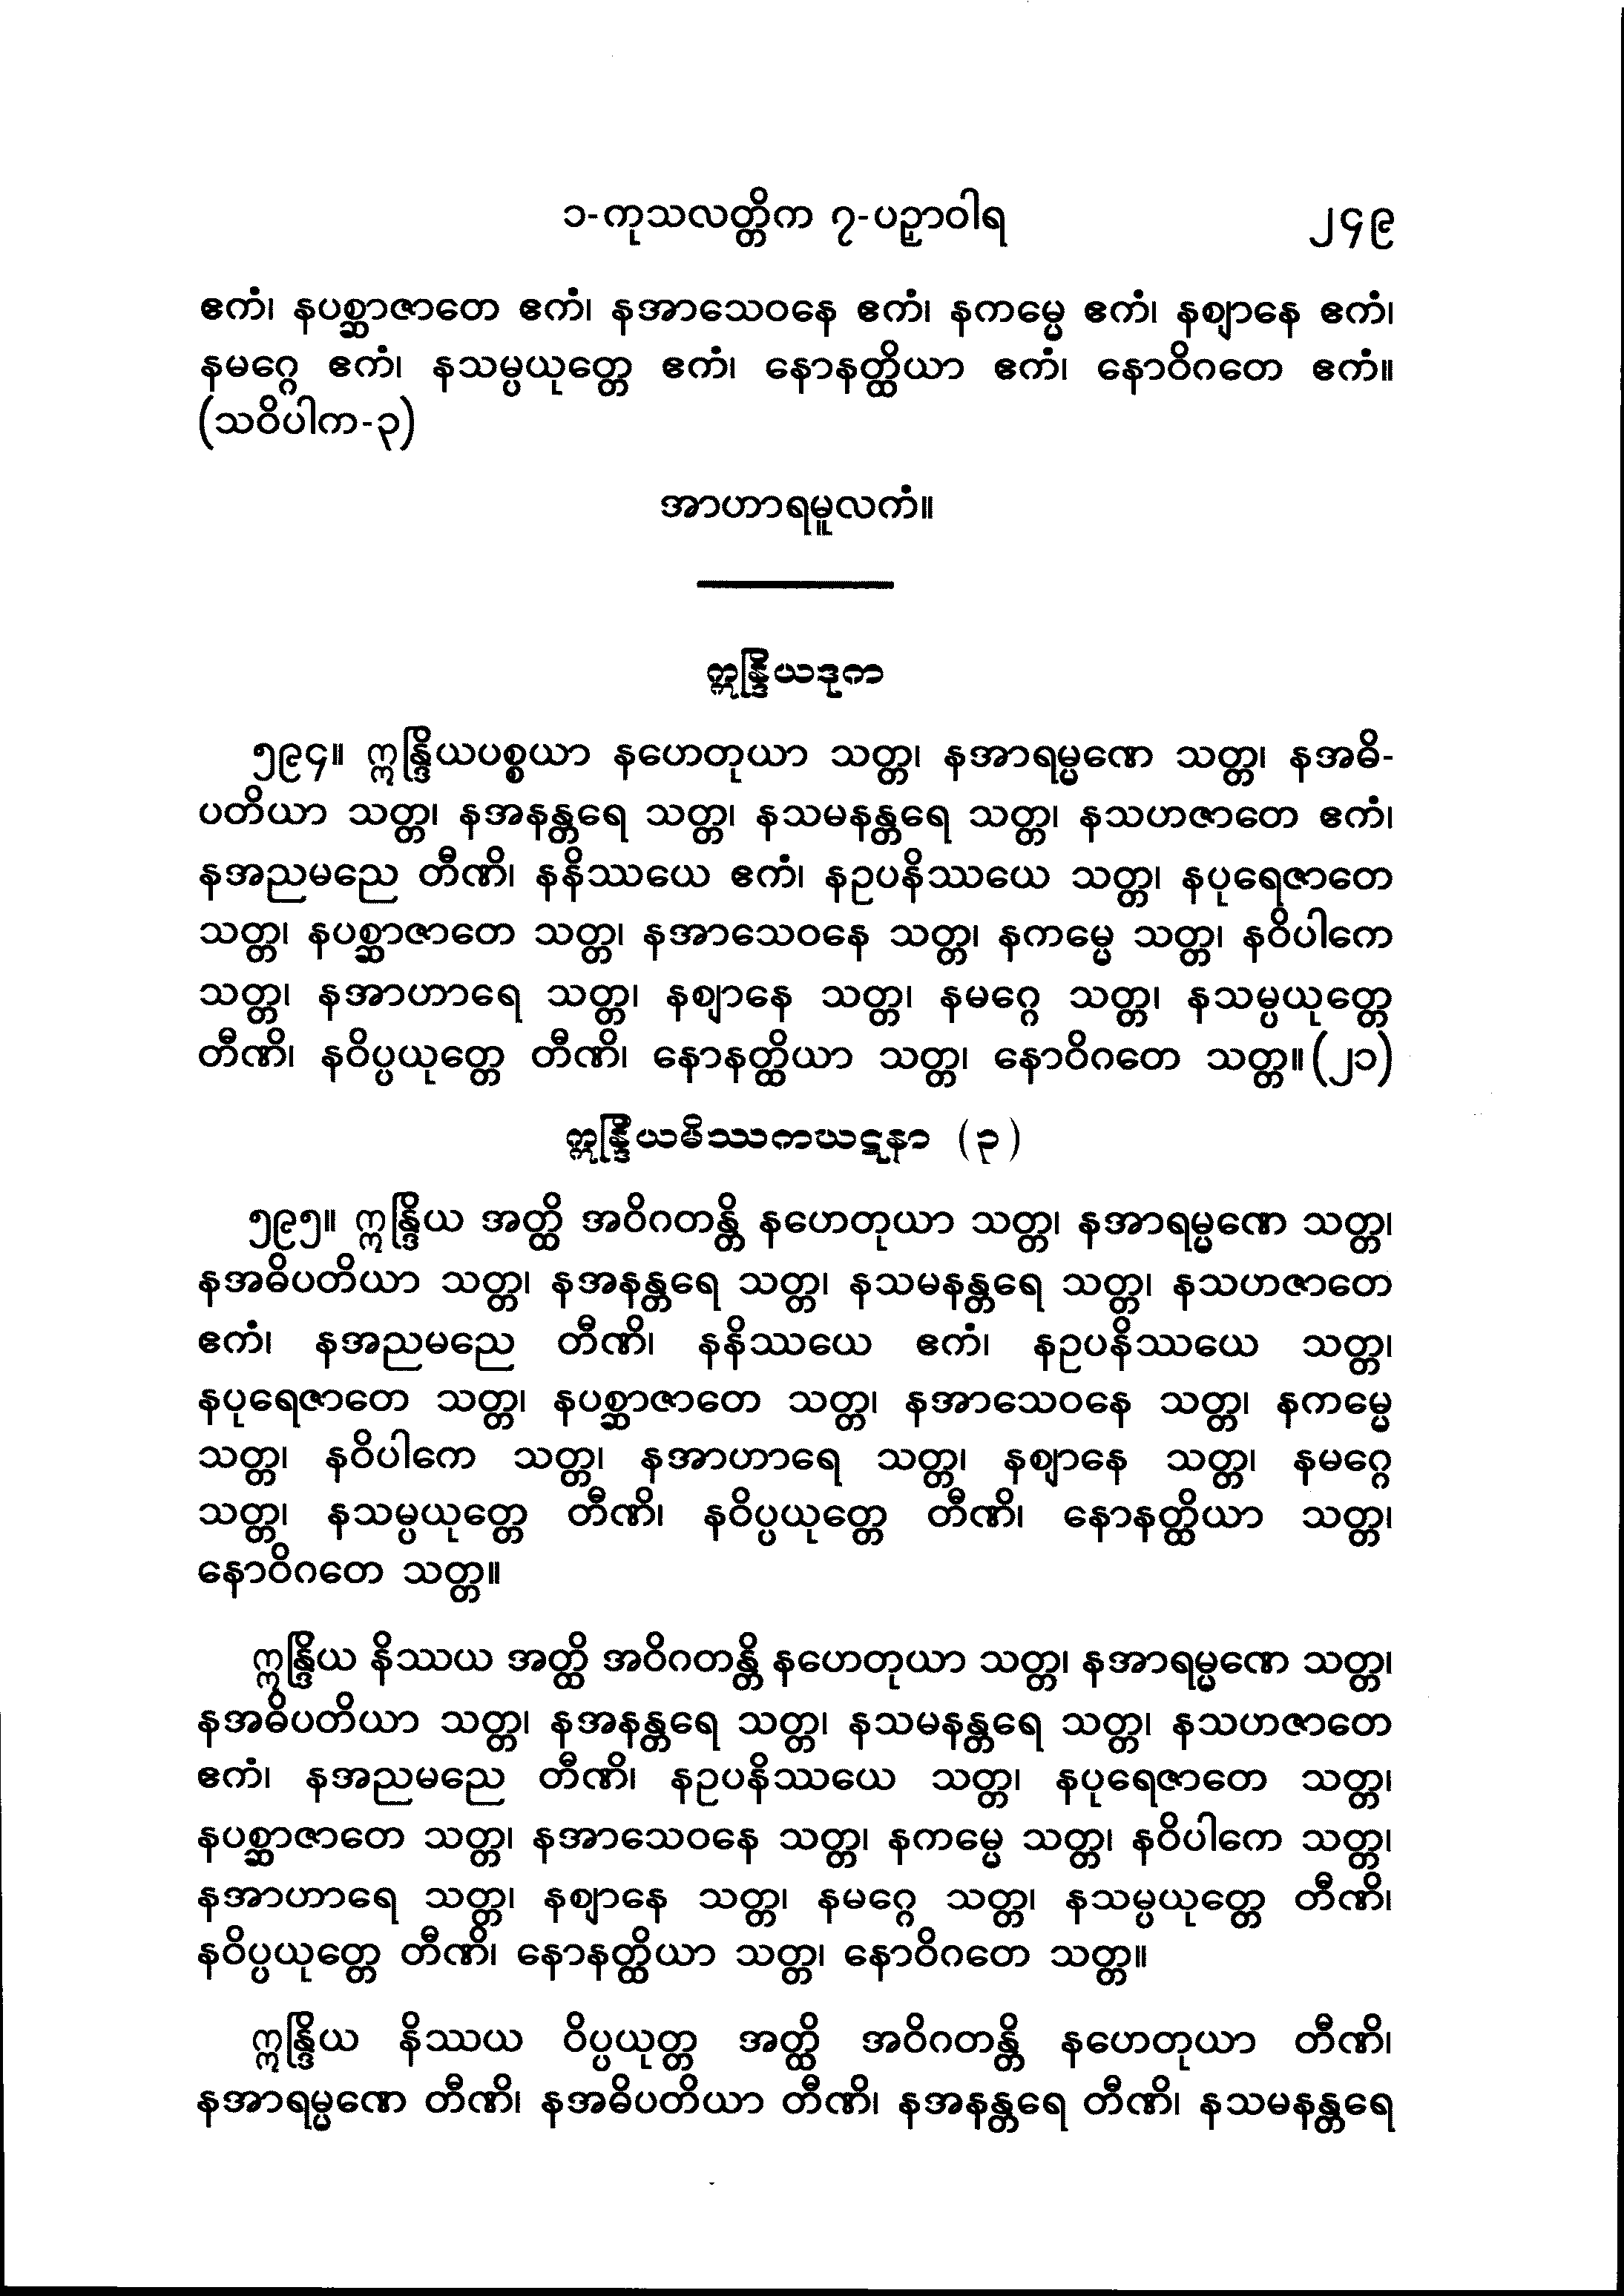 ၁-ကုသလတ္တိက ၇-ပဉှာဝါရ ၂၄၉
ဧကံ၊ နပစ္ဆာဇာတေ ဧကံ၊ နအာသေဝနေ ဧကံ၊ နကမ္မေ ဧကံ၊ နဈာနေ ဧကံ၊
နမဂ္ဂေ ဧကံ၊ နသမ္ပယုတ္တေ ဧကံ၊ နောနတ္ထိယာ ဧကံ၊ နောဝိဂတေ ဧကံ။
(သဝိပါက-၃)
အာဟာရမူလကံ။
ဣန္ဒြိယဒုက
၅၉၄။ ဣန္ဒြိယပစ္စယာ နဟေတုယာ သတ္တ၊ နအာရမ္မဏေ သတ္တ၊ နအဓိ-
ပတိယာ သတ္တ၊ နအနန္တရေ သတ္တ၊ နသမနန္တရေ သတ္တ၊ နသဟဇာတေ ဧကံ၊
နအညမညေ တီဏိ၊ နနိဿယေ ဧကံ၊ နဥပနိဿယေ သတ္တ၊ နပုရေဇာတေ
သတ္တ၊ နပစ္ဆာဇာတေ သတ္တ၊ နအာသေဝနေ သတ္တ၊ နကမ္မေ သတ္တ၊ နဝိပါကေ
သတ္တ၊ နအာဟာရေ သတ္တ၊ နဈာနေ သတ္တ၊ နမဂ္ဂေ သတ္တ၊ နသမ္ပယုတ္တေ
တီဏိ၊ နဝိပ္ပယုတ္တေ တီဏိ၊ နောနတ္ထိယာ သတ္တ၊ နောဝိဂတေ သတ္တ။ (၂၁)
ဣန္ဒြိယမိဿကဃဋနာ (၃)
၅၉၅။ ဣန္ဒြိယ အတ္ထိ အဝိဂတန္တိ နဟေတုယာ သတ္တ၊ နအာရမ္မဏေ သတ္တ၊
နအဓိပတိယာ သတ္တ၊ နအနန္တရေ သတ္တ၊ နသမနန္တရေ သတ္တ၊ နသဟဇာတေ
ဧကံ၊ နအညမညေ တီဏိ၊ နနိဿယေ ဧကံ၊ နဥပနိဿယေ သတ္တ၊
နပုရေဇာတေ သတ္တ၊ နပစ္ဆာဇာတေ သတ္တ၊ နအာသေဝနေ သတ္တ၊ နကမ္မေ
သတ္တ၊ နဝိပါကေ သတ္တ၊ နအာဟာရေ သတ္တ၊ နဈာနေ သတ္တ၊ နမဂ္ဂေ
သတ္တ၊ နသမ္ပယုတ္တေ တီဏိ၊ နဝိပ္ပယုတ္တေ တီဏိ၊ နောနတ္ထိယာ သတ္တ၊
နောဝိဂတေ သတ္တ။
ဣန္ဒြိယ နိဿယ အတ္ထိ အဝိဂတန္တိ နဟေတုယာ သတ္တ၊ နအာရမ္မဏေ သတ္တ၊
နအဓိပတိယာ သတ္တ၊ နအနန္တရေ သတ္တ၊ နသမနန္တရေ သတ္တ၊ နသဟဇာတေ
ဧကံ၊ နအညမညေ တီဏိ၊ နဥပနိဿယေ သတ္တ၊ နပုရေဇာတေ သတ္တ၊
နပစ္ဆာဇာတေ သတ္တ၊ နအာသေဝနေ သတ္တ၊ နကမ္မေ သတ္တ၊ နဝိပါကေ သတ္တ၊
နအာဟာရေ သတ္တ၊ နဈာနေ သတ္တ၊ နမဂ္ဂေ သတ္တ၊ နသမ္ပယုတ္တေ တီဏိ၊
နဝိပ္ပယုတ္တေ တီဏိ၊ နောနတ္ထိယာ သတ္တ၊ နောဝိဂတေ သတ္တ။
ဣန္ဒြိယ နိဿယ ဝိပ္ပယုတ္တ အတ္ထိ အဝိဂတန္တိ နဟေတုယာ တီဏိ၊
နအာရမ္မဏေ တီဏိ၊ နအဓိပတိယာ တီဏိ၊ နအနန္တရေ တီဏိ၊ နသမနန္တရေ